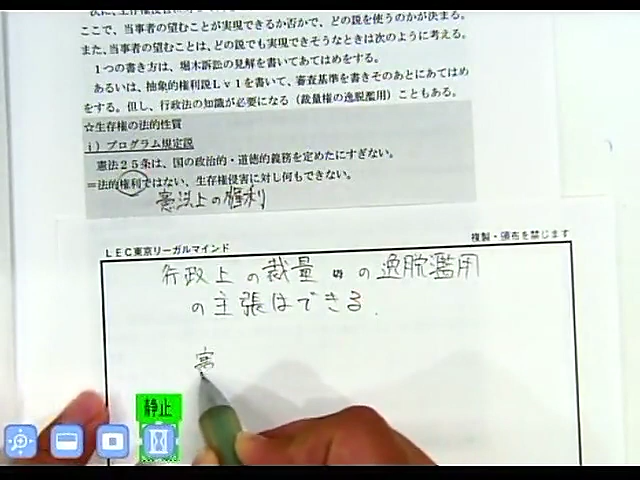 次に、生存権侵害に
ここで、当事者の望むことが実現できるか否かで、どの説を使うのかが決まる。
また、当事者の望むことは、どの説でも実現できそうなときは次のように考える。
1つの書き方は、堀木訴訟の見解を書いてあてはめをする。
あるいは、抽象的権利説Lv1を書いて、審査基準を書きそのあとにあてはめ
をする。但し、行政法の知識が必要になる（裁量権の逸脱濫用）こともある。
☆生存権の法的性質
i）プログラム規定説
憲法25条は、国の政治的・道徳的義務を定めたにすぎない。
＝法的権利ではない、生存権侵害に対し何もできない。
憲法上の権利
LEC東京リーガルマインド
複製・頒布を禁じます
行政上の裁量の逸脱濫用
の主張はできる.
静止